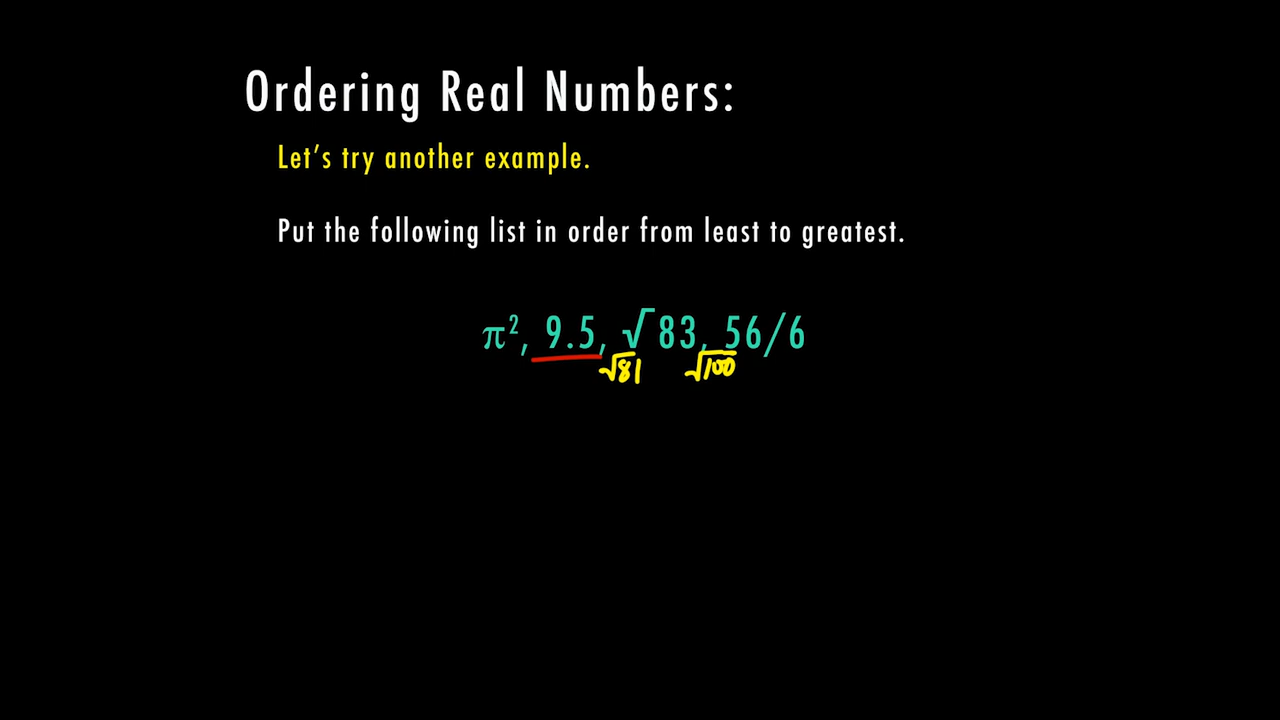 Ordering Real Numbers:
Let's try another example.
Put the following list in order from least to greatest.
π², 9.5, √83, 56/6
√81 √100